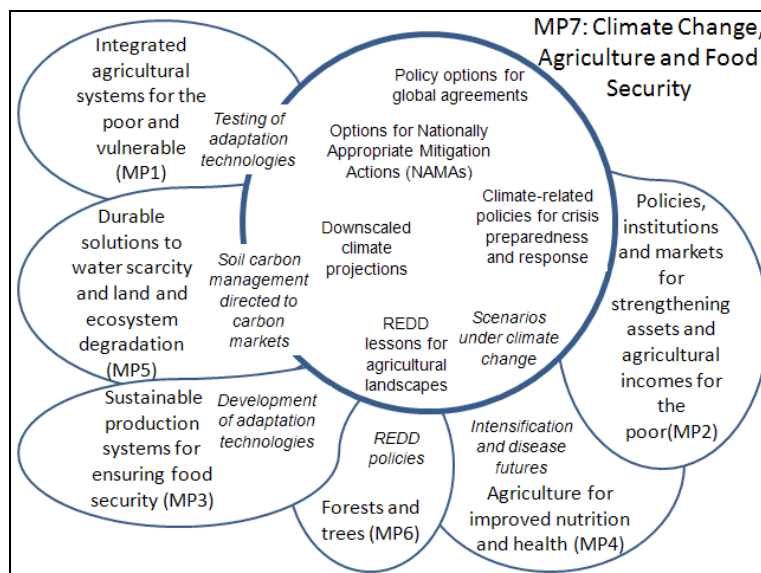 MP7: Climate Change,
Agriculture and Food
Security
Integrated
agricultural
systems for the
poor and
vulnerable
(MP1)
Testing of
adaptation
technologies
Policy options for
global agreements
Options for Nationally
Appropriate Mitigation
Actions (NAMAs)
Climate-related
policies for crisis
preparedness
and response
Downscaled
climate
projections
Policies,
institutions
and markets
for
strengthening
assets and
agricultural
incomes for
the
poor(MP2)
Durable
solutions to
water scarcity
and land and
ecosystem
degradation
(MP5)
Soil carbon
management
directed to
carbon
markets
REDD
lessons for
agricultural
landscapes
Scenarios
under climate
change
Sustainable
production
systems for
ensuring food
security (MP3)
Development
of adaptation
technologies
REDD
policies
Forests and
trees (MP6)
Intensification
and disease
futures
Agriculture for
improved nutrition
and health (MP4)